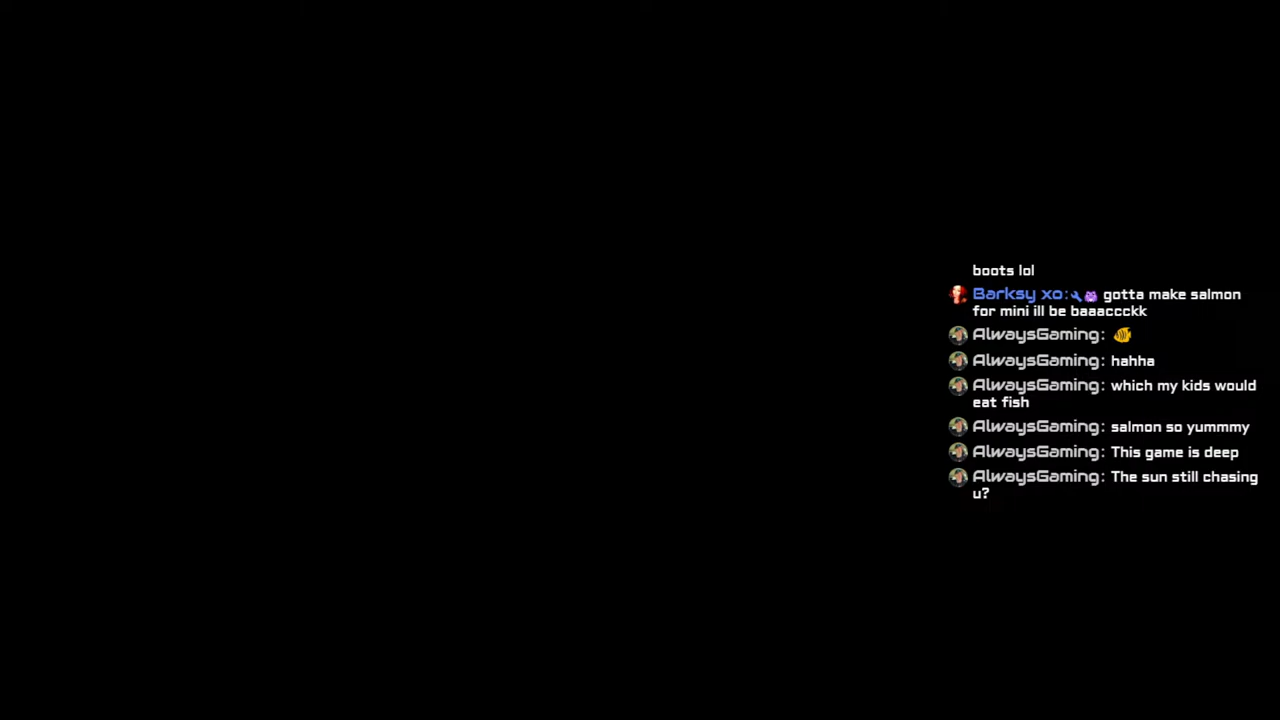 boots lol
Barksy xo: gotta make salmon
for mini ill be baaaccckk
AlwaysGaming: 🐠
AlwaysGaming: hahha
AlwaysGaming: which my kids would
eat fish
AlwaysGaming: salmon so yummmy
AlwaysGaming: This game is deep
AlwaysGaming: The sun still chasing
u?